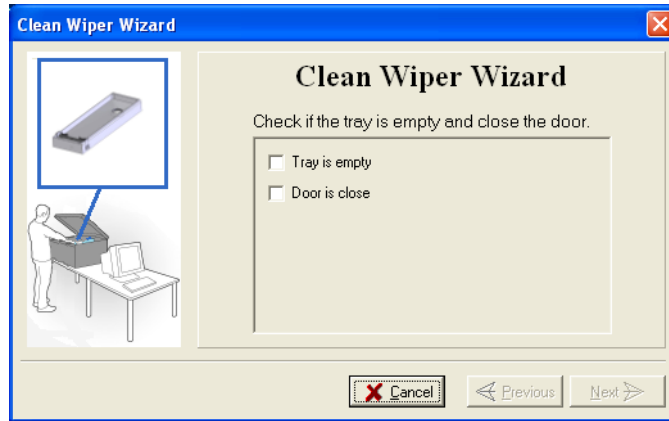 Clean Wiper Wizard
Clean Wiper Wizard
Check if the tray is empty and close the door.
Tray is empty
Door is close
Cancel
Previous
Next